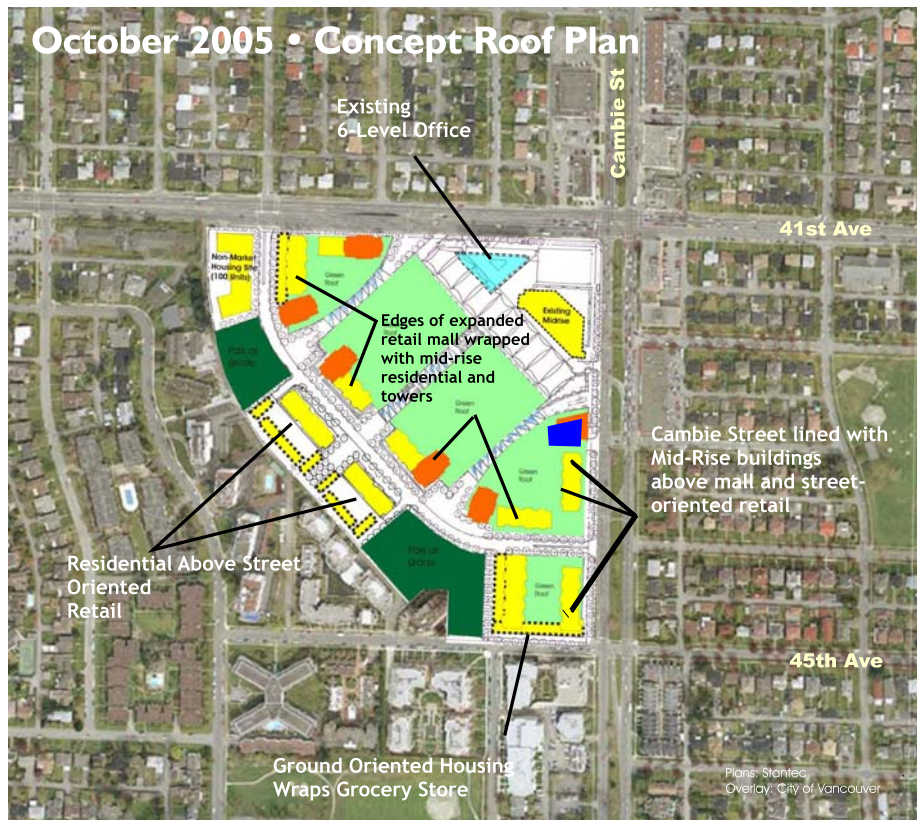 October 2005 • Concept Roof Plan
Existing
6-Level Office
Cambie St
41st Ave
Non-Market
Housing Site
(100 Units)
Green
Roof
Existing
Midrise
Edges of expanded
retail mall wrapped
with mid-rise
residential and
towers
Park at
grade
Green
Roof
Cambie Street lined with
Mid-Rise buildings
above mall and street-
oriented retail
Green
Roof
Park at
grade
Residential Above Street
Oriented
Retail
Green
Roof
45th Ave
Ground Oriented Housing
Wraps Grocery Store
Plans: Stantec
Overlay: City of Vancouver